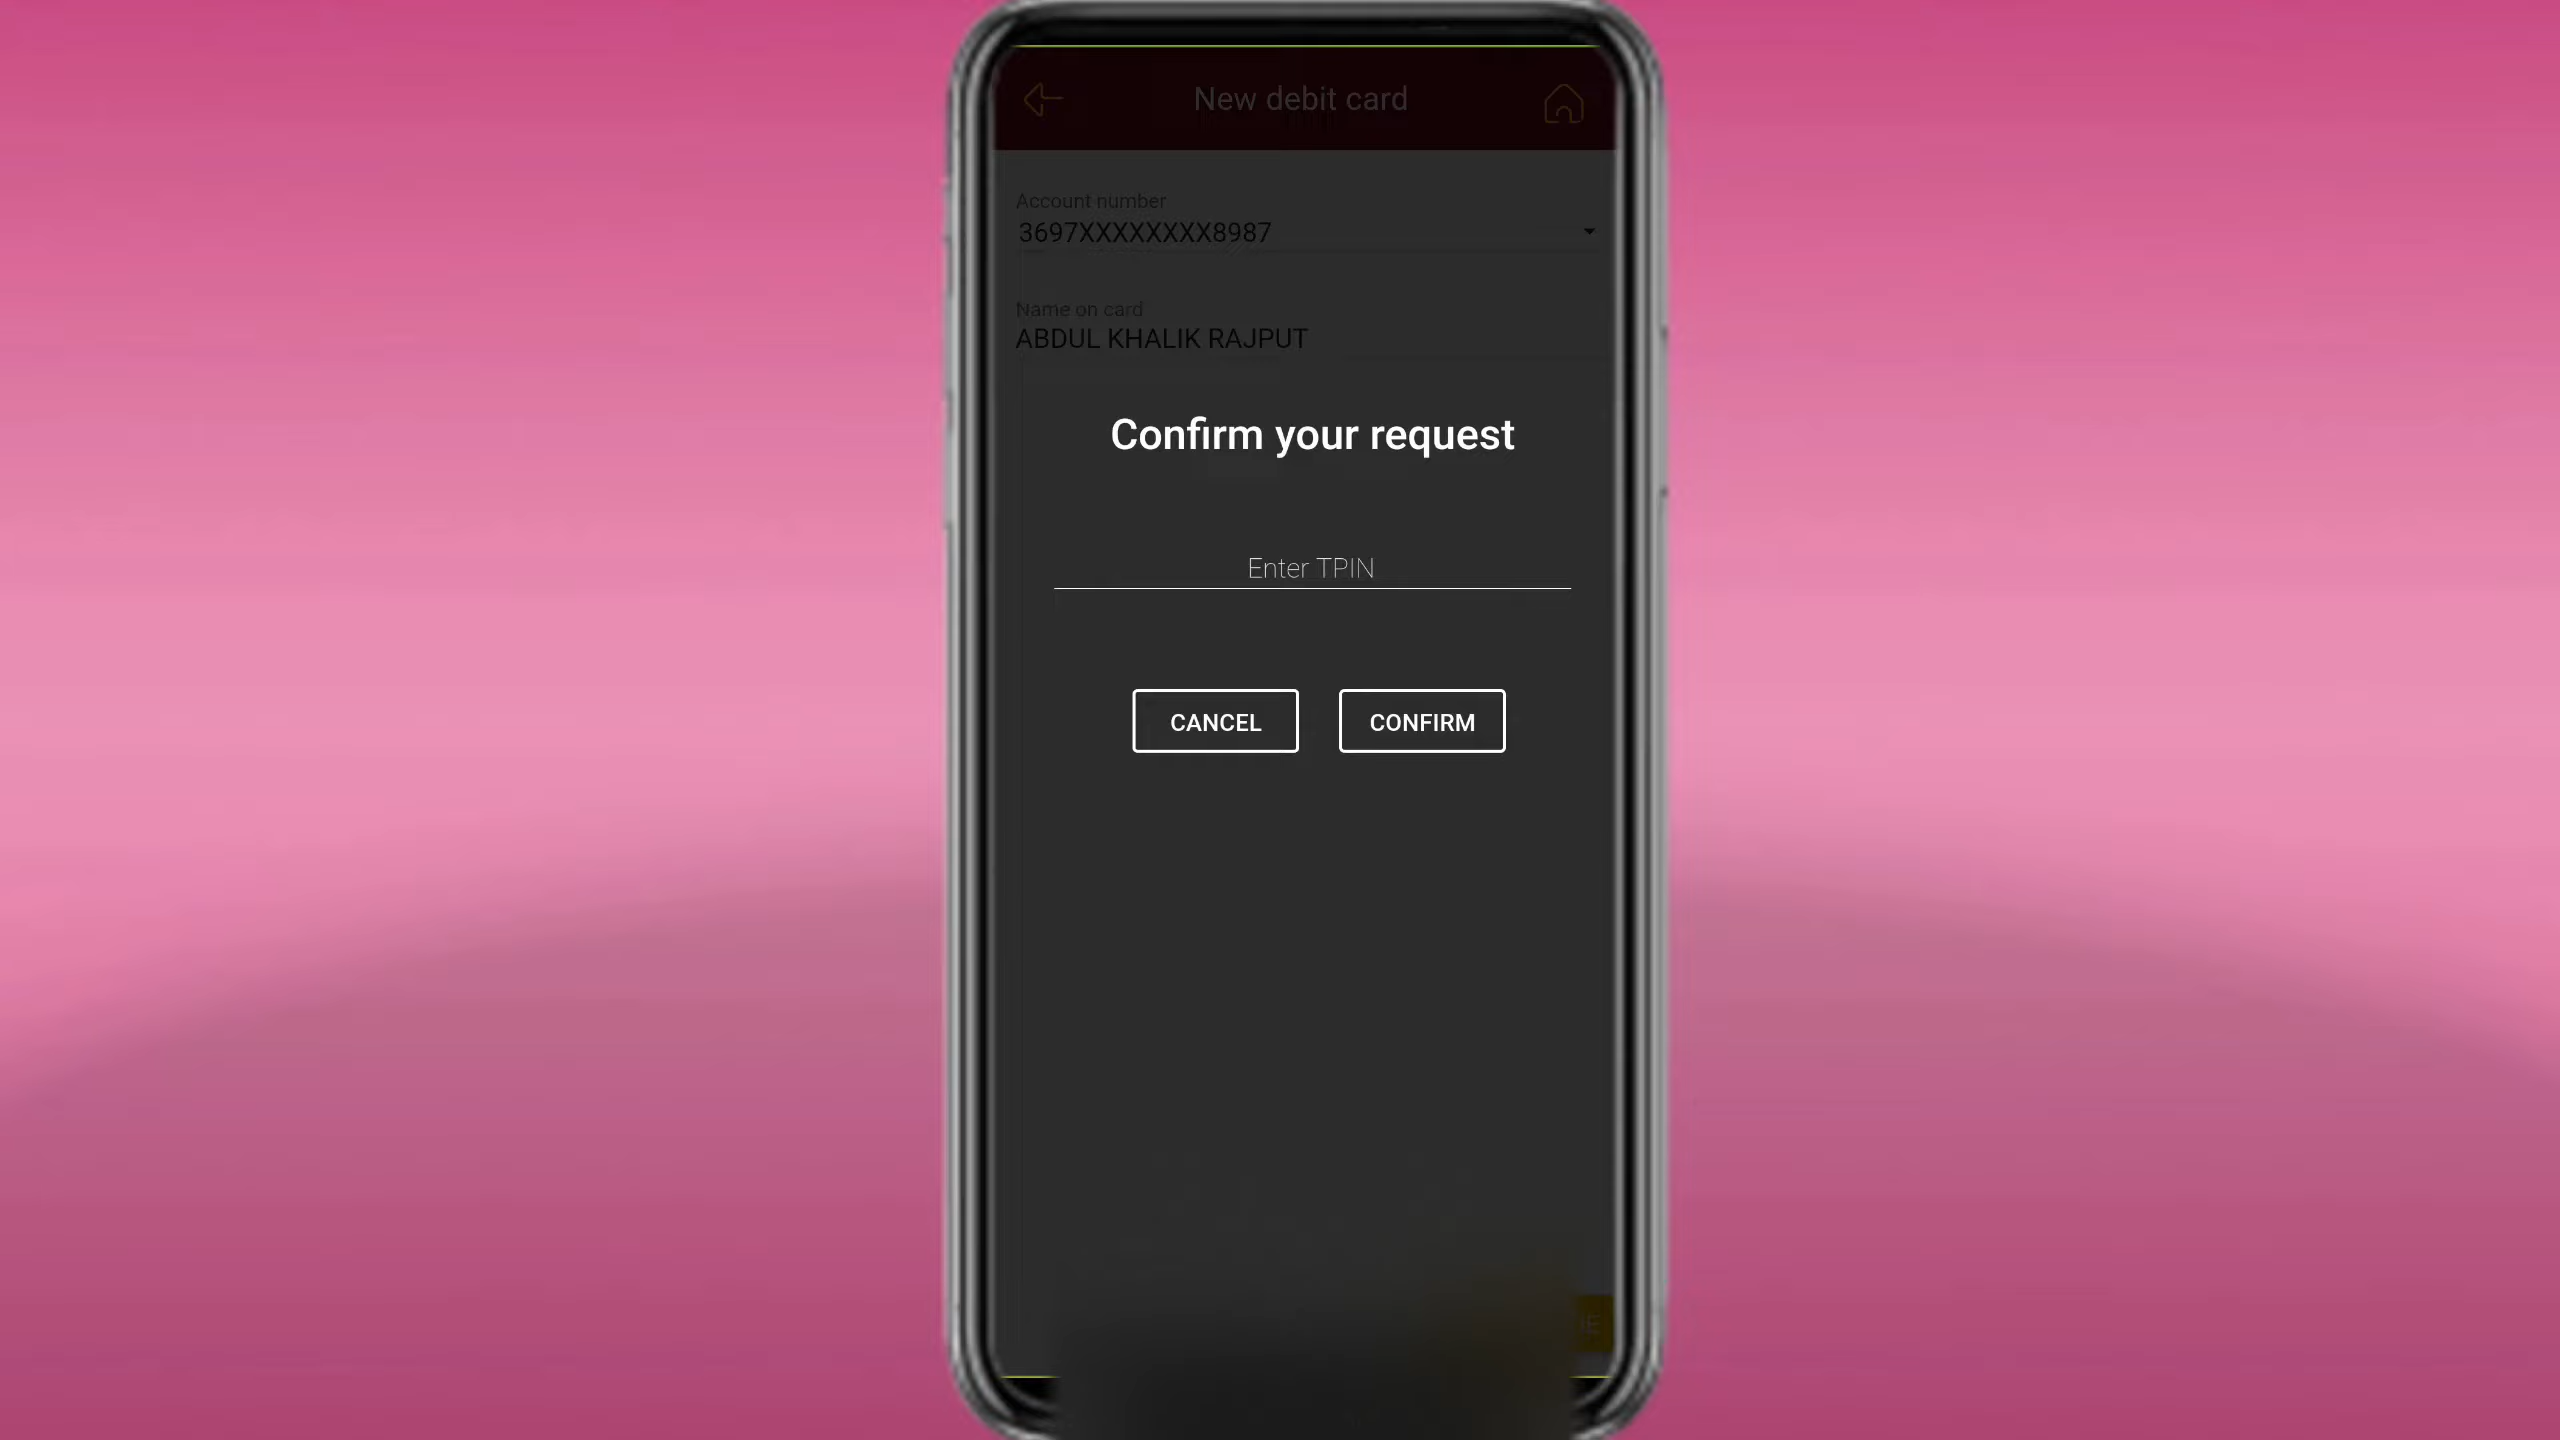 New debit card
Account number
3697XXXXXXXX8987
Name on card
ABDUL KHALIK RAJPUT
Confirm your request
Enter TPIN
CANCEL CONFIRM